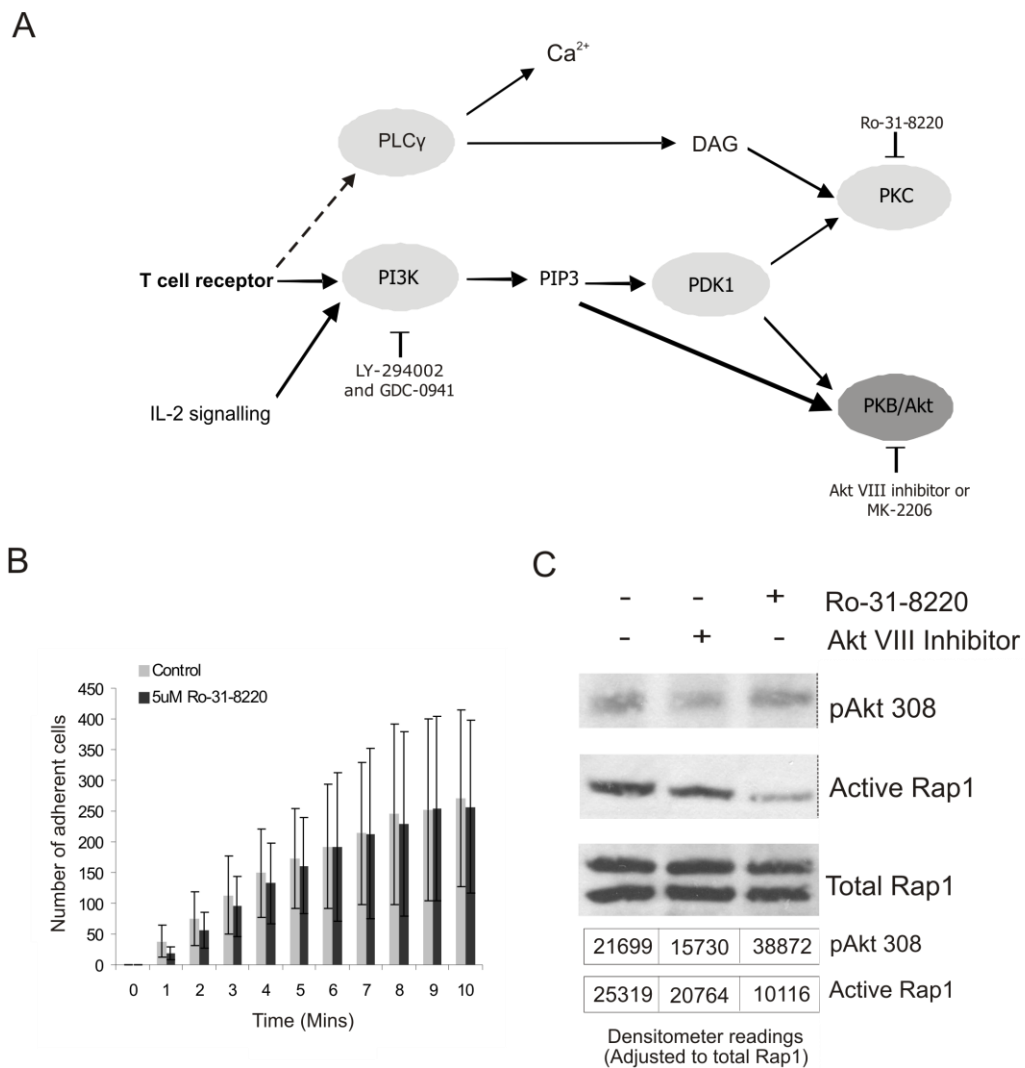 A
Ca2+
PLCγ
DAG
Ro-31-8220
PKC
T cell receptor
PI3K
PIP3
PDK1
LY-294002
and GDC-0941
IL-2 signalling
PKB/Akt
Akt VIII inhibitor or
MK-2206
B
Control
5uM Ro-31-8220
Number of adherent cells
450
400
350
300
250
200
150
100
50
0
0 1 2 3 4 5 6 7 8 9 10
Time (Mins)
C
- - + Ro-31-8220
- + - Akt VIII Inhibitor
pAkt 308
Active Rap1
Total Rap1
21699 15730 38872 pAkt 308
25319 20764 10116 Active Rap1
Densitometer readings
(Adjusted to total Rap1)